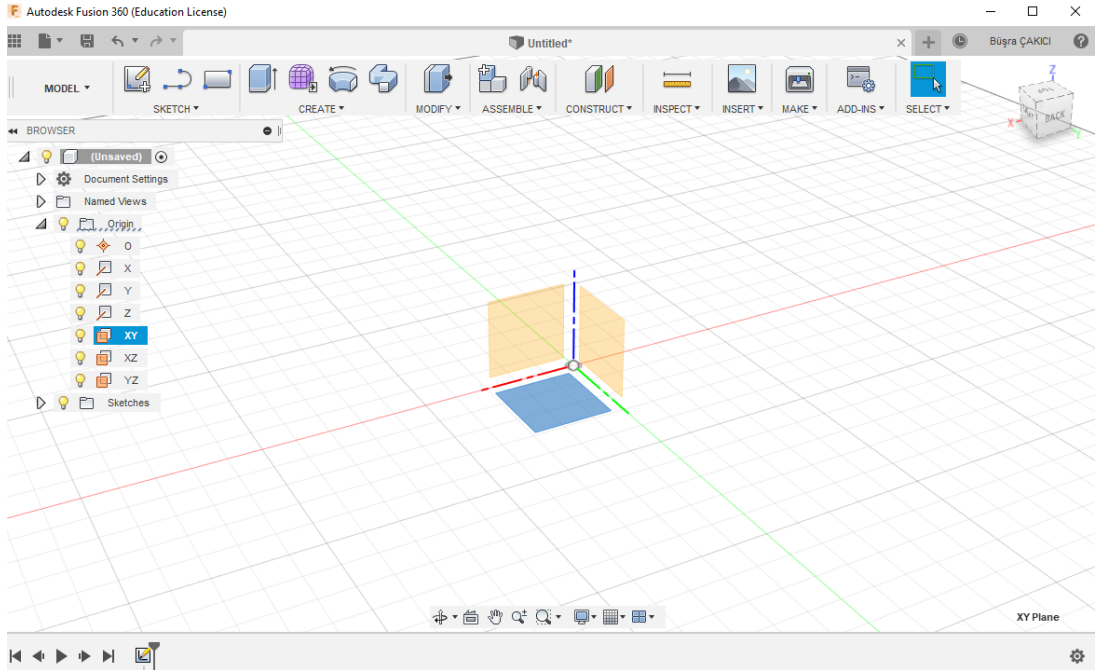 Autodesk Fusion 360 (Education License)
Untitled*
Büşra ÇAKICI
MODEL
SKETCH
CREATE
MODIFY
ASSEMBLE
CONSTRUCT
INSPECT
INSERT
MAKE
ADD-INS
SELECT
Z
BACK
X
Y
BROWSER
(Unsaved)
Document Settings
Named Views
Origin
O
X
Y
Z
XY
XZ
YZ
Sketches
XY Plane